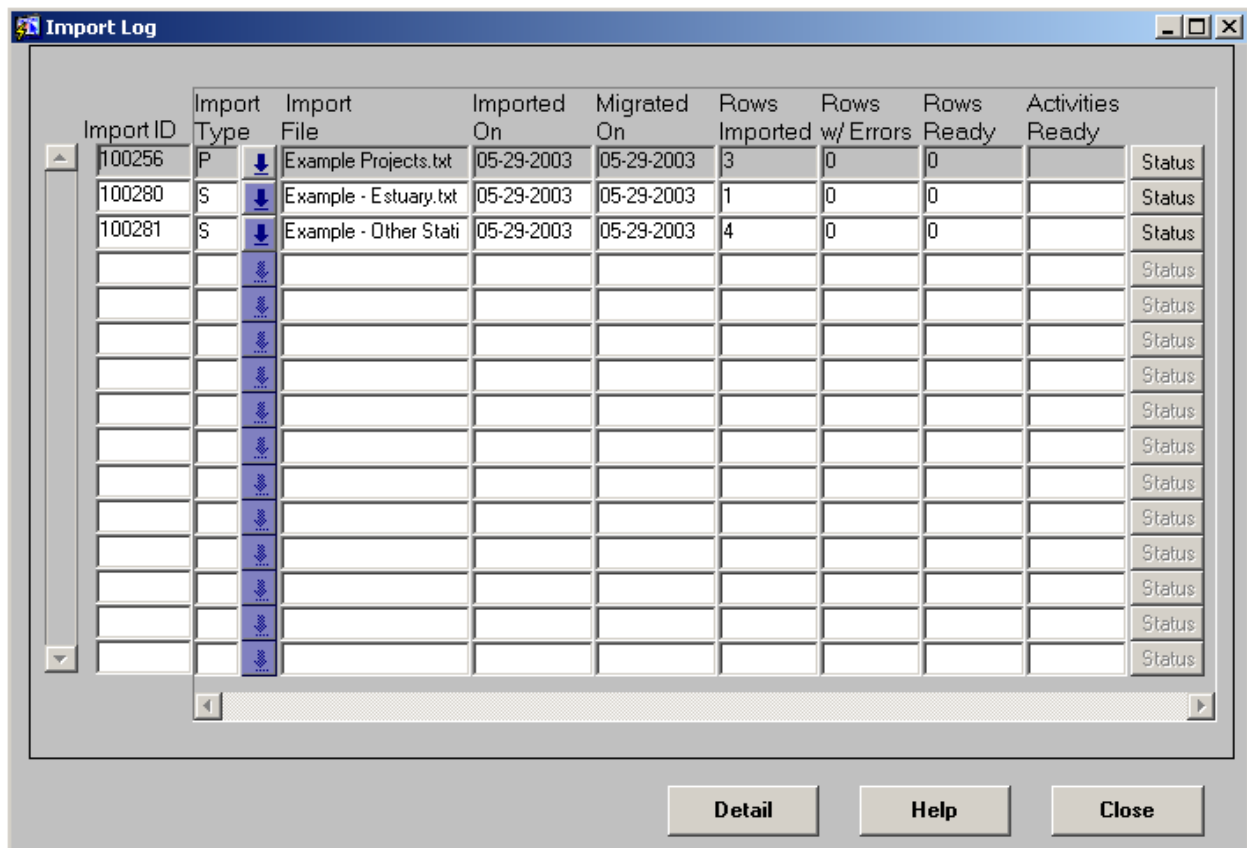 Import Log
Import ID Import Type Import File Imported On Migrated On Rows Imported Rows w/ Errors Rows Ready Activities Ready
100256 P Example Projects.txt 05-29-2003 05-29-2003 3 0 0 Status
100280 S Example - Estuary.txt 05-29-2003 05-29-2003 1 0 0 Status
100281 S Example - Other Stati 05-29-2003 05-29-2003 4 0 0 Status
Status
Status
Status
Status
Status
Status
Status
Status
Status
Status
Status
Status
Detail Help Close